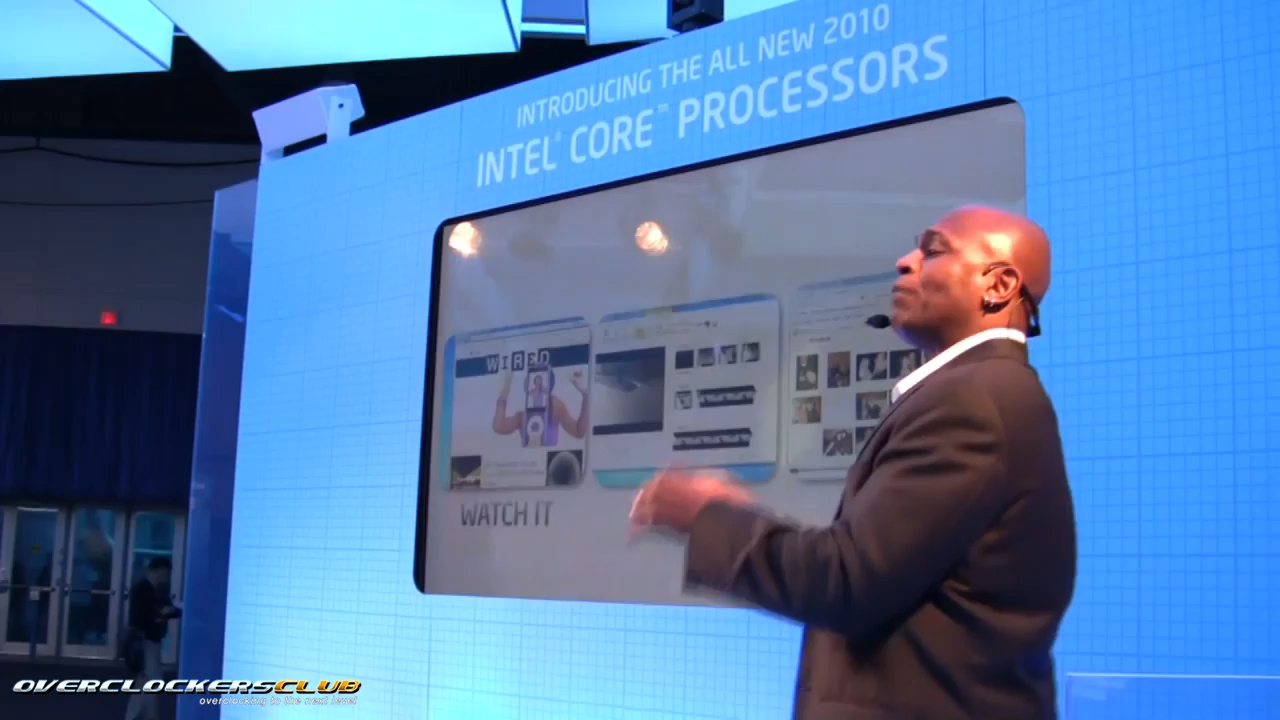 INTRODUCING THE ALL NEW 2010
INTEL® CORE™ PROCESSORS
WIRED
WATCH IT
OVERCLOCKERSCLUB
overclocking to the next level